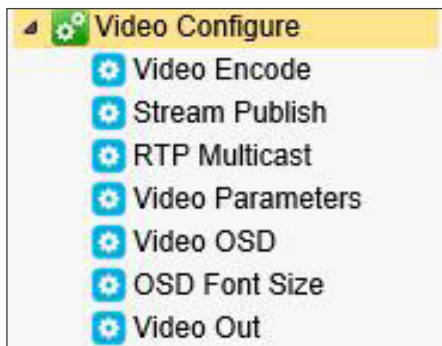 Video Configure
Video Encode
Stream Publish
RTP Multicast
Video Parameters
Video OSD
OSD Font Size
Video Out